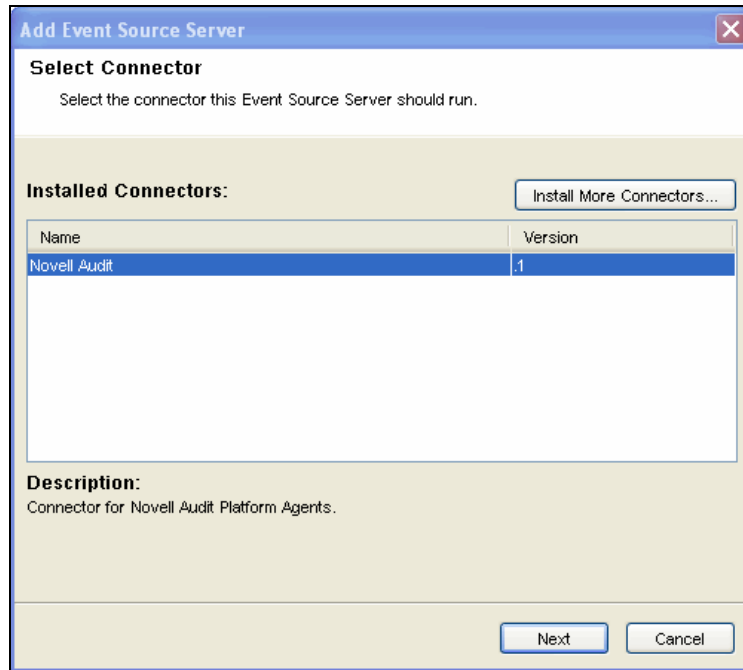 Add Event Source Server
Select Connector
Select the connector this Event Source Server should run.
Installed Connectors:
Install More Connectors...
Name Version
Novell Audit .1
Description:
Connector for Novell Audit Platform Agents.
Next Cancel